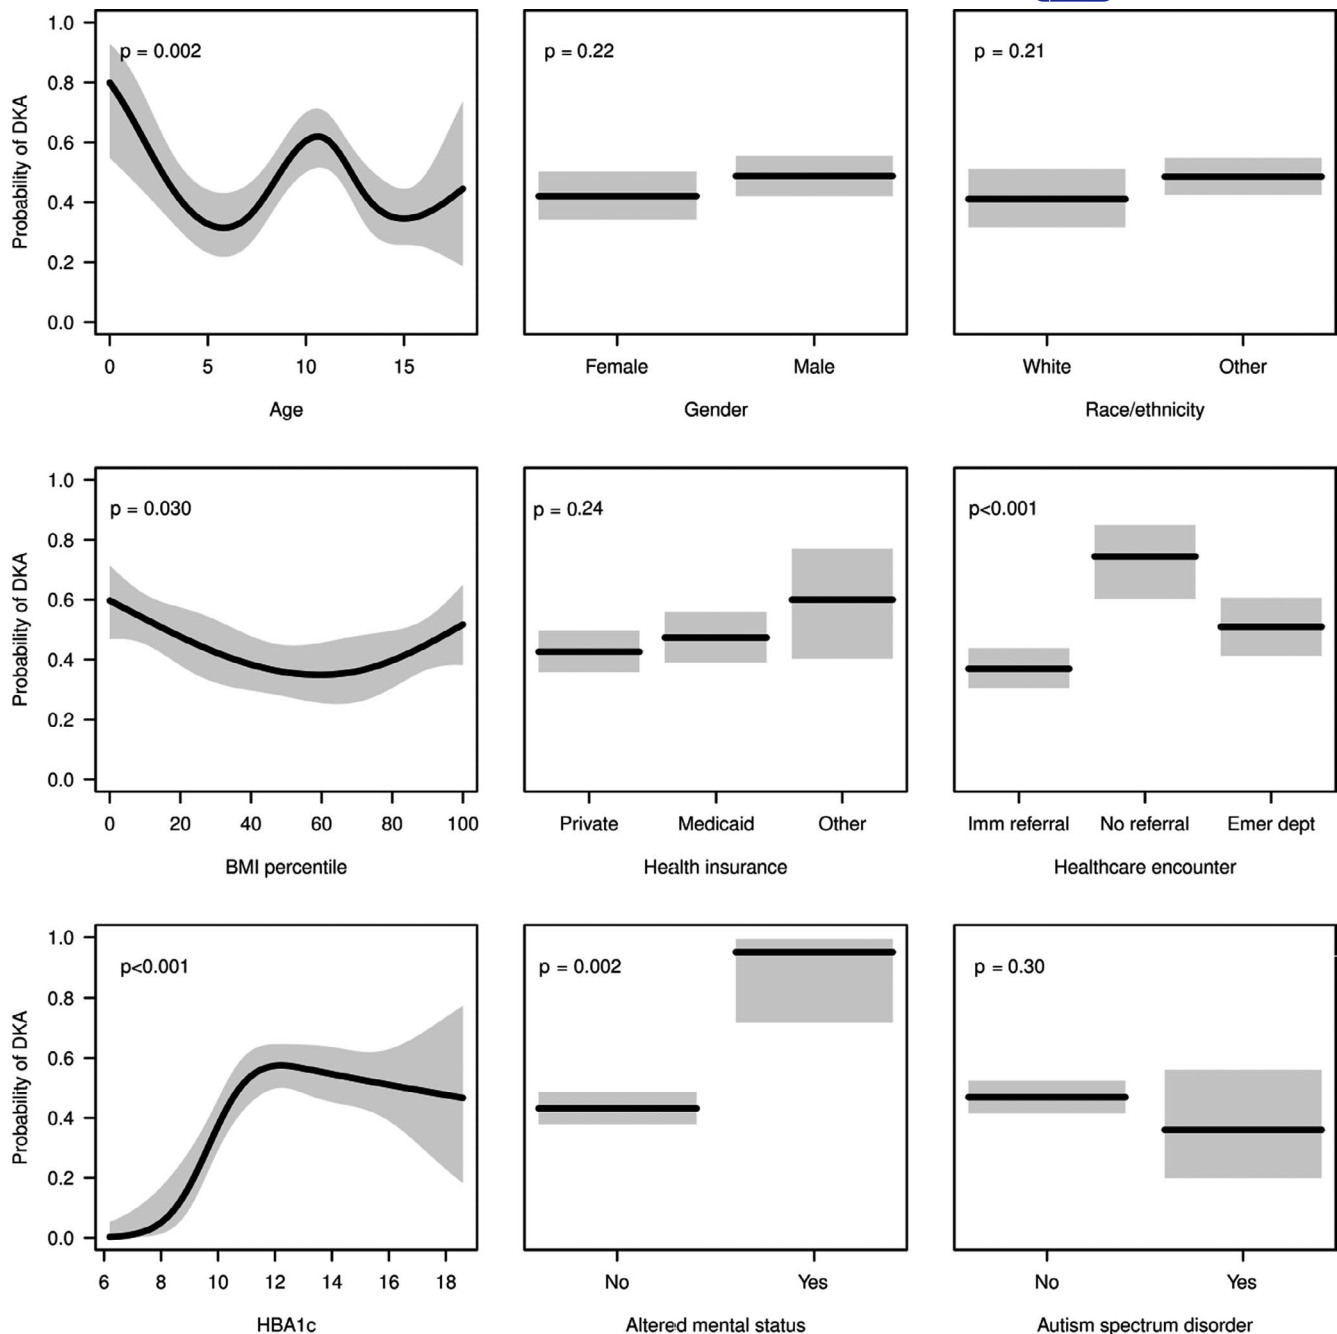 1.0
0.8
0.6
0.4
0.2
0.0
Probability of DKA
p = 0.002
0 5 10 15
Age
p = 0.22
Female Male
Gender
p = 0.21
White Other
Race/ethnicity
1.0
0.8
0.6
0.4
0.2
0.0
Probability of DKA
p = 0.030
0 20 40 60 80 100
BMI percentile
p = 0.24
Private Medicaid Other
Health insurance
p<0.001
Imm referral No referral Emer dept
Healthcare encounter
1.0
0.8
0.6
0.4
0.2
0.0
Probability of DKA
p<0.001
6 8 10 12 14 16 18
HBA1c
p = 0.002
No Yes
Altered mental status
p = 0.30
No Yes
Autism spectrum disorder